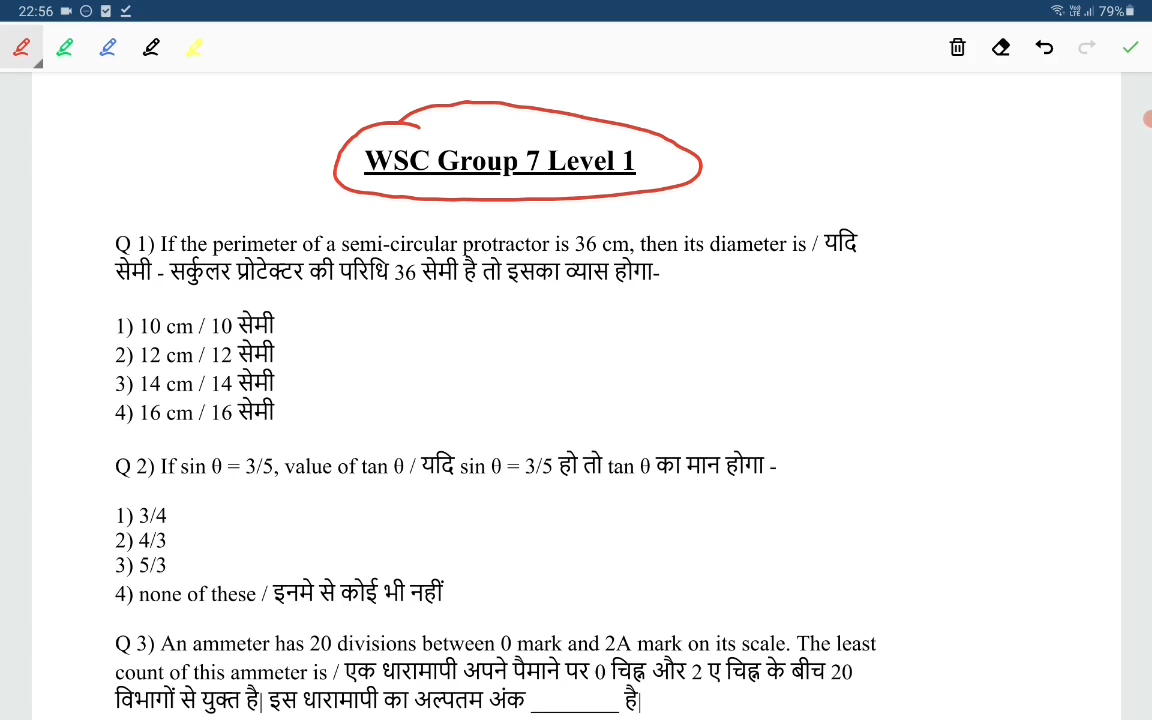 22:56
VoD LTE 79%
WSC Group 7 Level 1
Q 1) If the perimeter of a semi-circular protractor is 36 cm, then its diameter is / यदि
सेमी - सर्कुलर प्रोटेक्टर की परिधि 36 सेमी है तो इसका व्यास होगा-
1) 10 cm / 10 सेमी
2) 12 cm / 12 सेमी
3) 14 cm / 14 सेमी
4) 16 cm / 16 सेमी
Q 2) If sin θ = 3/5, value of tan θ / यदि sin θ = 3/5 हो तो tan θ का मान होगा -
1) 3/4
2) 4/3
3) 5/3
4) none of these / इनमे से कोई भी नहीं
Q 3) An ammeter has 20 divisions between 0 mark and 2A mark on its scale. The least
count of this ammeter is / एक धारामापी अपने पैमाने पर 0 चिह्न और 2 ए चिह्न के बीच 20
विभागों से युक्त है| इस धारामापी का अल्पतम अंक ________ है|